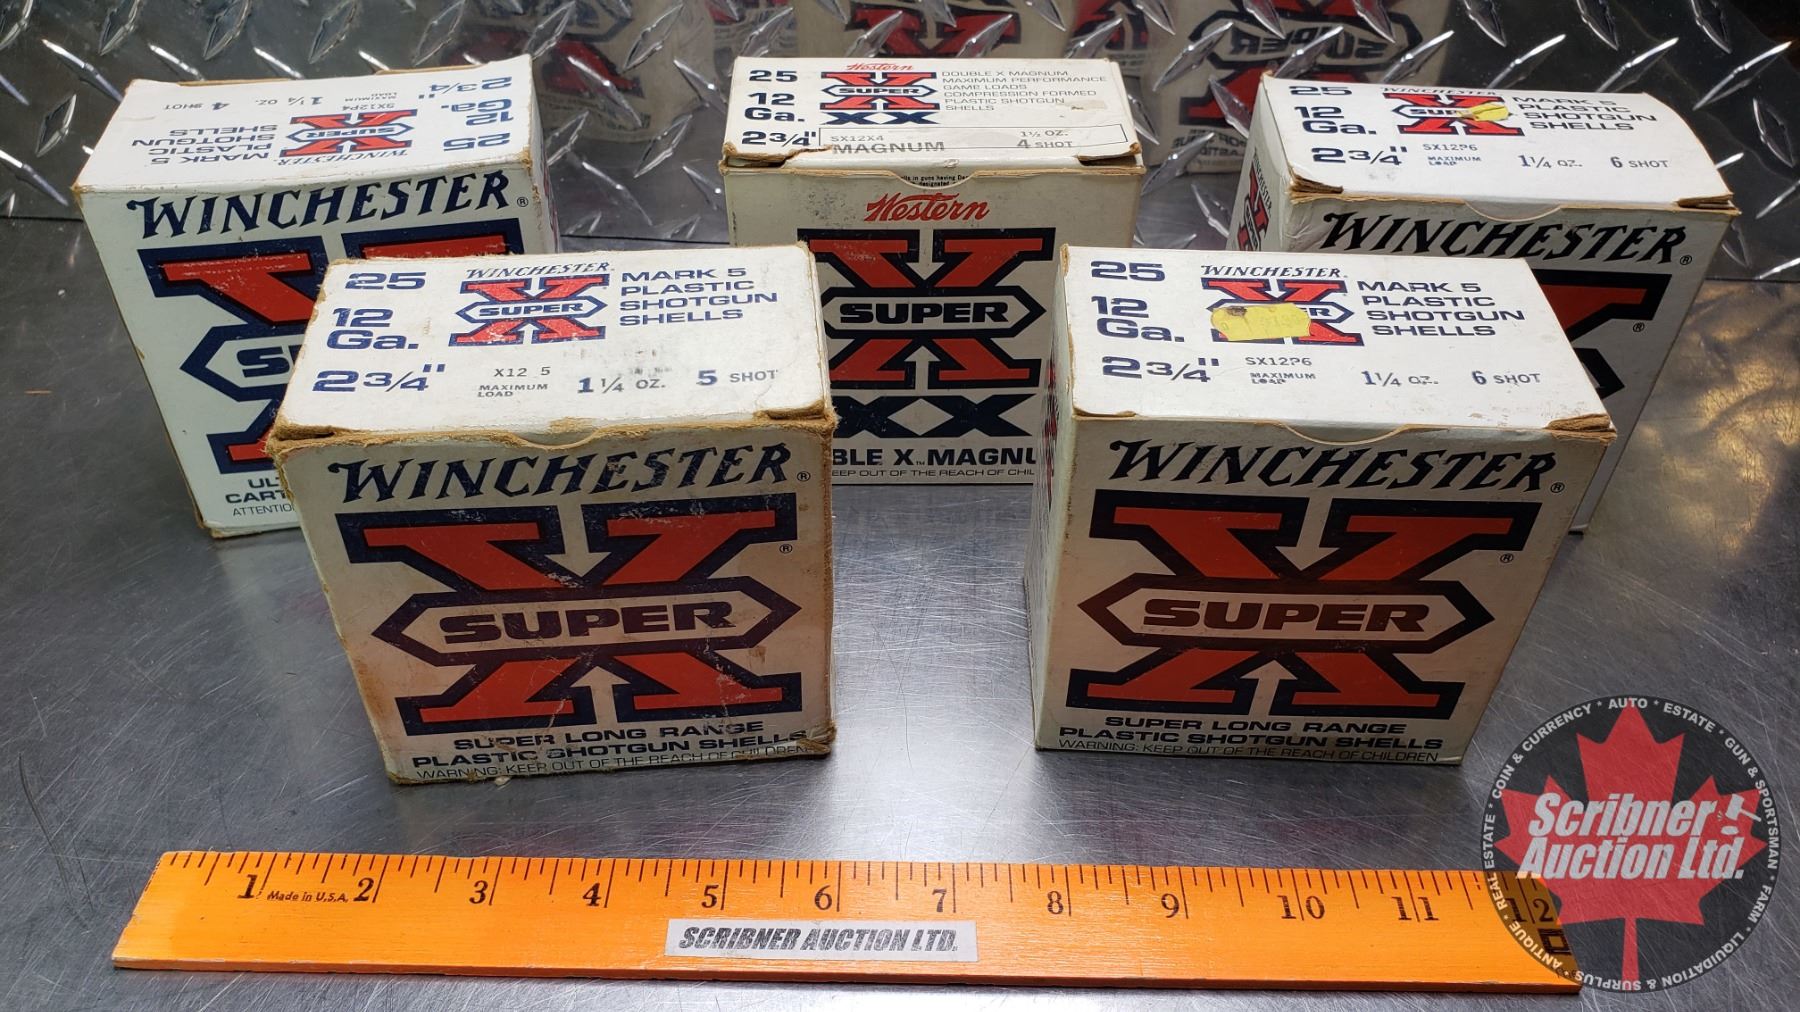 25
12
Ga.
2 3/4"
WINCHESTER
SUPER
X
MARK 5
PLASTIC
SHOTGUN
SHELLS
SX12P4
MAXIMUM
LOAD
1 1/4 OZ. 4 SHOT
WINCHESTER®
X
ATTENTIO
25
12
Ga.
2 3/4"
Western
SUPER
X
XX
DOUBLE X MAGNUM
MAXIMUM PERFORMANCE
GAME LOADS
COMPRESSION FORMED
PLASTIC SHOTGUN
SHELLS
SX12X4
MAGNUM
1 1/2 OZ.
4 SHOT
Western
X
SUPER
XX
BLE X™ MAGNU
EEP OUT OF THE REACH OF CHIL
25
12
Ga.
2 3/4"
SUPER
MARK 5
PLASTIC
SHOTGUN
SHELLS
SX12P6
MAXIMUM
LOAD
1 1/4 OZ. 6 SHOT
WINCHESTER®
25
12
Ga.
2 3/4"
WINCHESTER
X
SUPER
MARK 5
PLASTIC
SHOTGUN
SHELLS
X12 5
MAXIMUM
LOAD
1 1/4 OZ. 5 SHOT
WINCHESTER®
X®
SUPER
SUPER LONG RANGE
PLASTIC SHOTGUN SHELLS
WARNING: KEEP OUT OF THE REACH OF CHILDREN
25
12
Ga.
2 3/4"
WINCHESTER
X
MARK 5
PLASTIC
SHOTGUN
SHELLS
SX12P6
MAXIMUM
LOAD
1 1/4 OZ. 6 SHOT
WINCHESTER®
X®
SUPER
SUPER LONG RANGE
PLASTIC SHOTGUN SHELLS
WARNING: KEEP OUT OF THE REACH OF CHILDREN
1 Made in U.S.A. 2 3 4 5 6 7 8 9 10 11 12
SCRIBNER AUCTION LTD.
Scribner
Auction Ltd.
REAL ESTATE * COIN & CURRENCY * AUTO * ESTATE * GUN & SPORTSMAN * FARM * LIQUIDATION & SURPLUS * ANTIQUE *